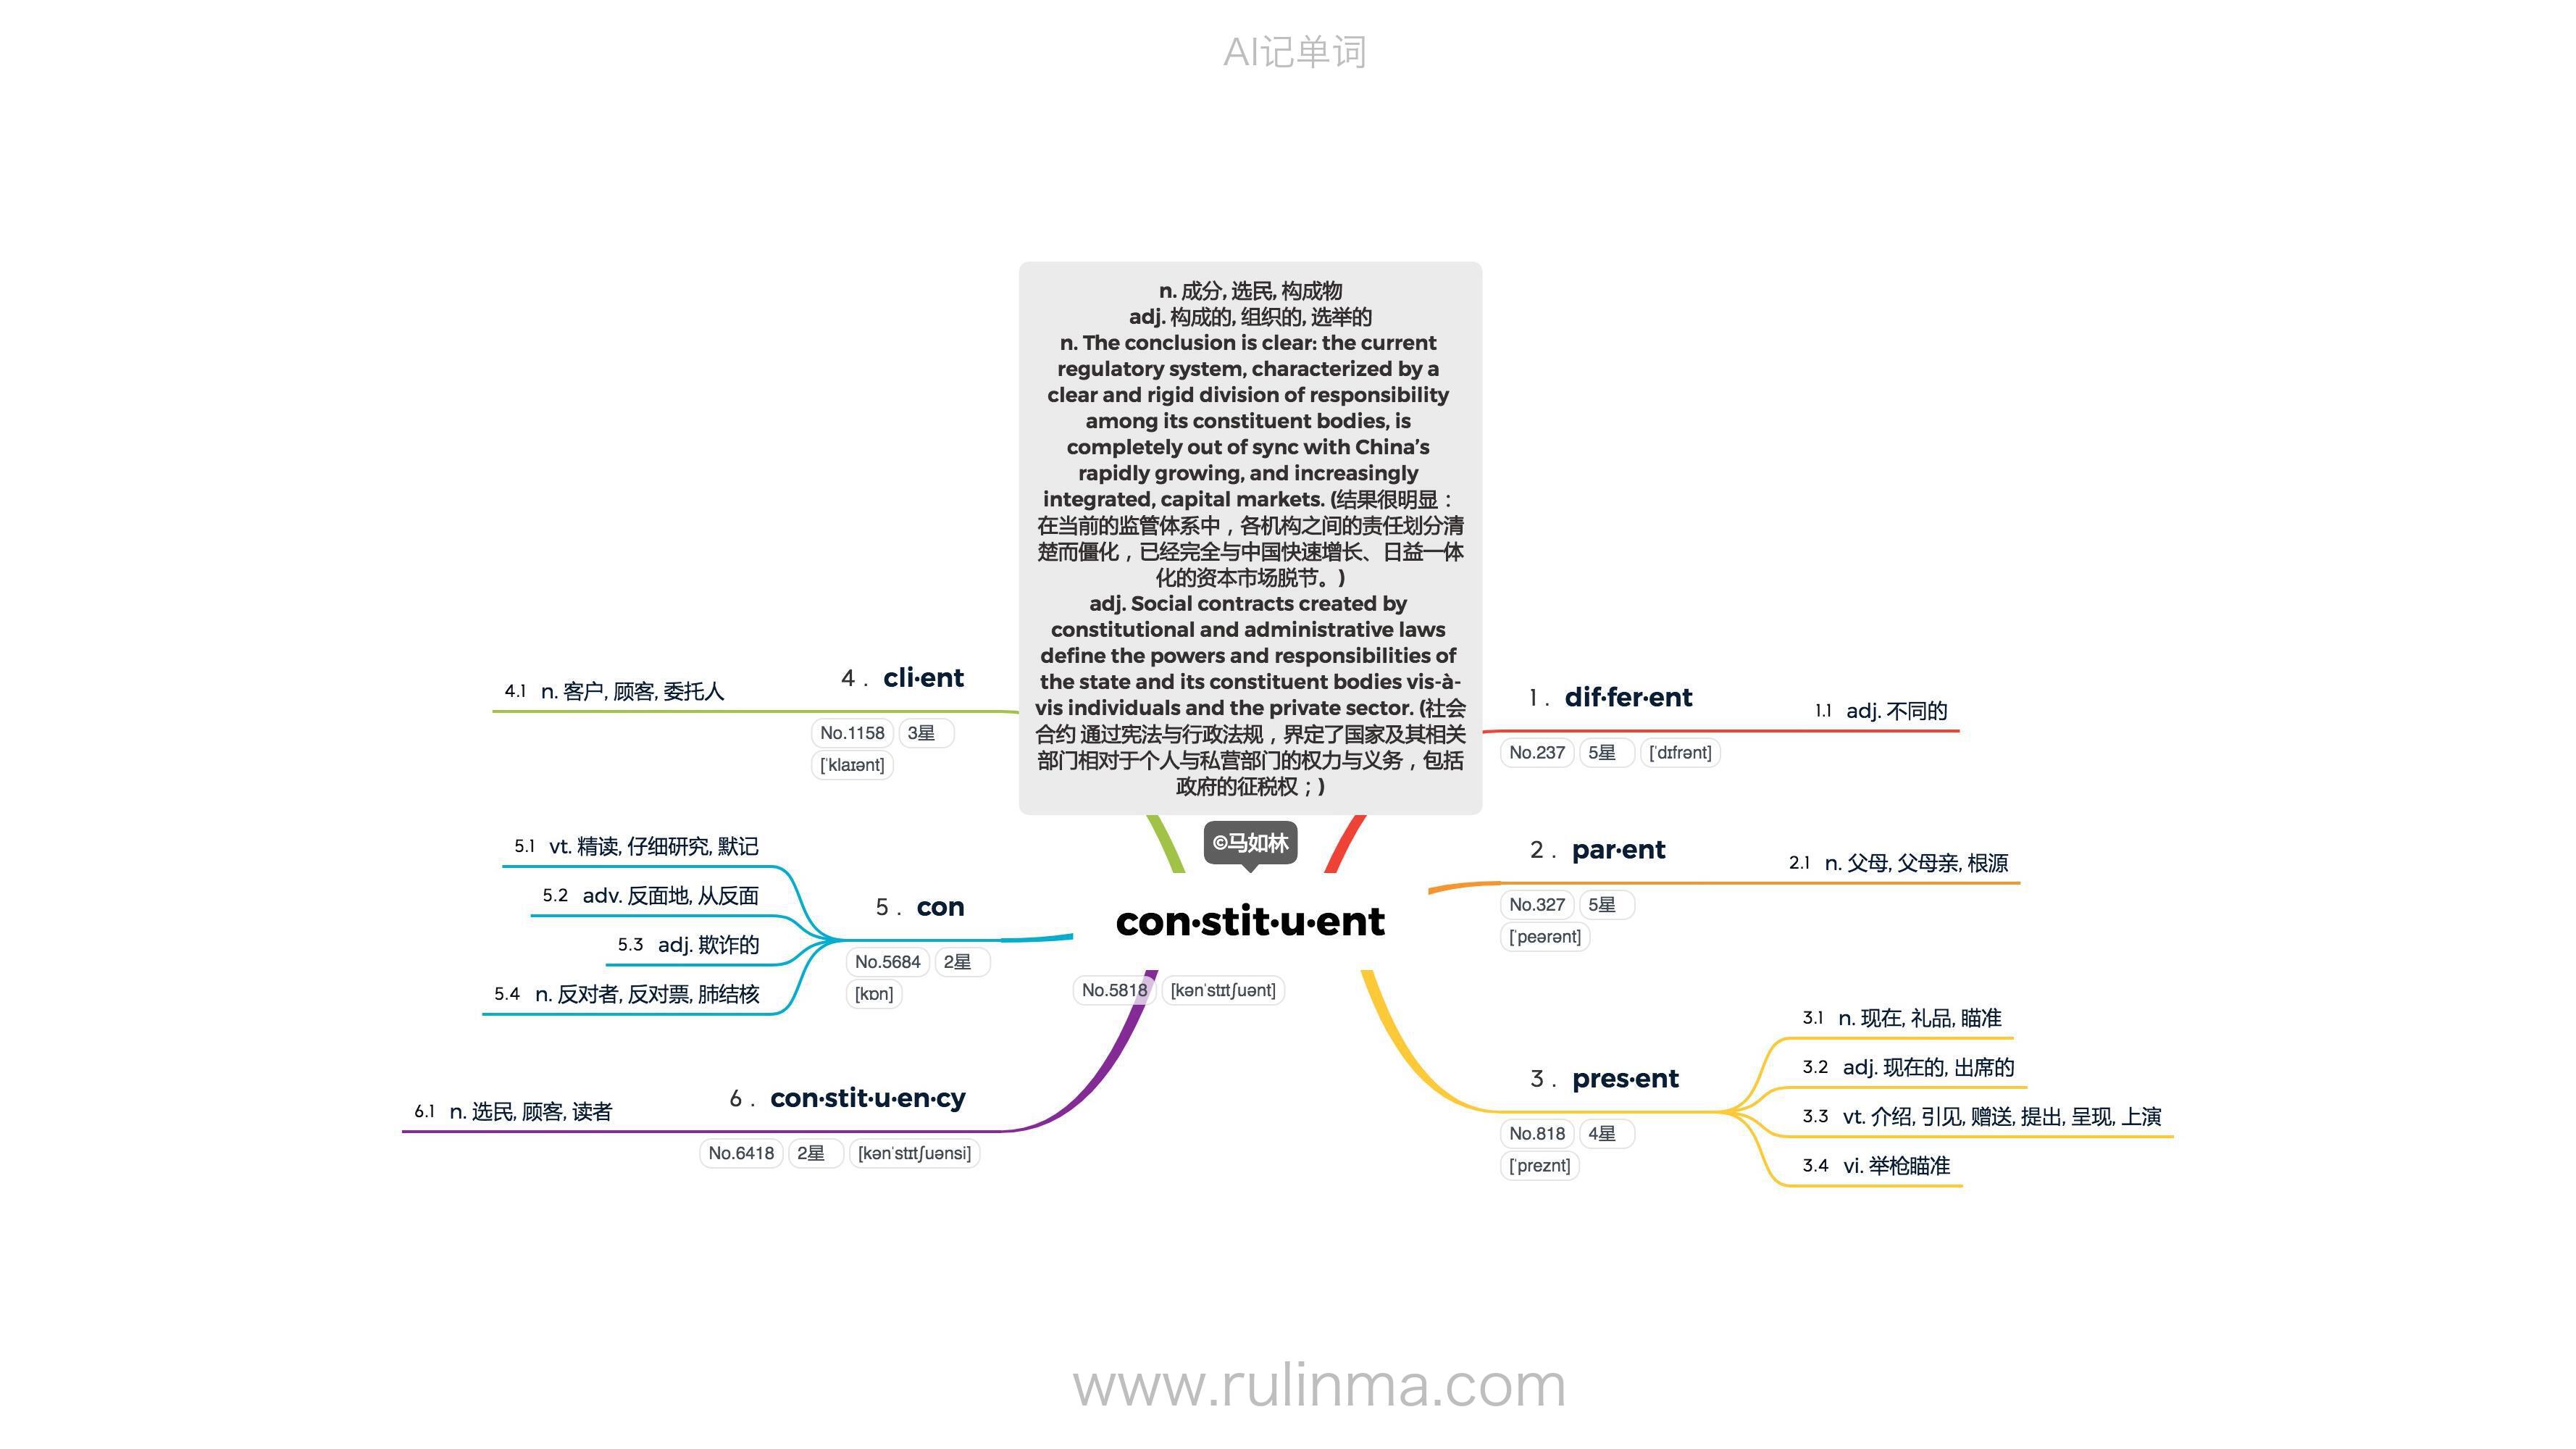 AI记单词
n. 成分, 选民, 构成物
adj. 构成的, 组织的, 选举的
n. The conclusion is clear: the current
regulatory system, characterized by a
clear and rigid division of responsibility
among its constituent bodies, is
completely out of sync with China’s
rapidly growing, and increasingly
integrated, capital markets. (结果很明显：
在当前的监管体系中，各机构之间的责任划分清
楚而僵化，已经完全与中国快速增长、日益一体
化的资本市场脱节。)
adj. Social contracts created by
constitutional and administrative laws
define the powers and responsibilities of
the state and its constituent bodies vis-à-
vis individuals and the private sector. (社会
合约 通过宪法与行政法规，界定了国家及其相关
部门相对于个人与私营部门的权力与义务，包括
政府的征税权；)
©马如林
con·stit·u·ent
No.5818 [kən'stɪtʃuənt]
1 . dif·fer·ent
No.237 5星 ['dɪfrənt]
1.1 adj. 不同的
2 . par·ent
No.327 5星
['peərənt]
2.1 n. 父母, 父母亲, 根源
3 . pres·ent
No.818 4星
['preznt]
3.1 n. 现在, 礼品, 瞄准
3.2 adj. 现在的, 出席的
3.3 vt. 介绍, 引见, 赠送, 提出, 呈现, 上演
3.4 vi. 举枪瞄准
4 . cli·ent
No.1158 3星
['klaɪənt]
4.1 n. 客户, 顾客, 委托人
5 . con
No.5684 2星
[kɒn]
5.1 vt. 精读, 仔细研究, 默记
5.2 adv. 反面地, 从反面
5.3 adj. 欺诈的
5.4 n. 反对者, 反对票, 肺结核
6 . con·stit·u·en·cy
No.6418 2星 [kən'stɪtʃuənsi]
6.1 n. 选民, 顾客, 读者
www.rulinma.com